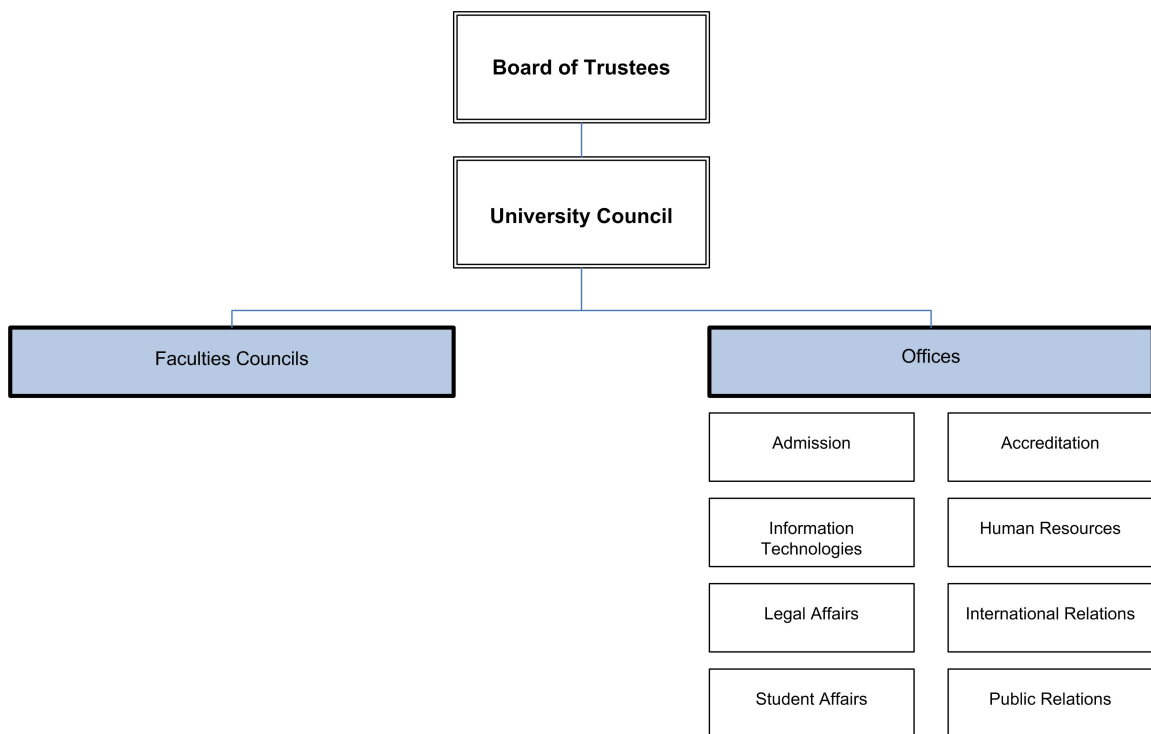 Board of Trustees
University Council
Faculties Councils
Offices
Admission
Accreditation
Information
Technologies
Human Resources
Legal Affairs
International Relations
Student Affairs
Public Relations